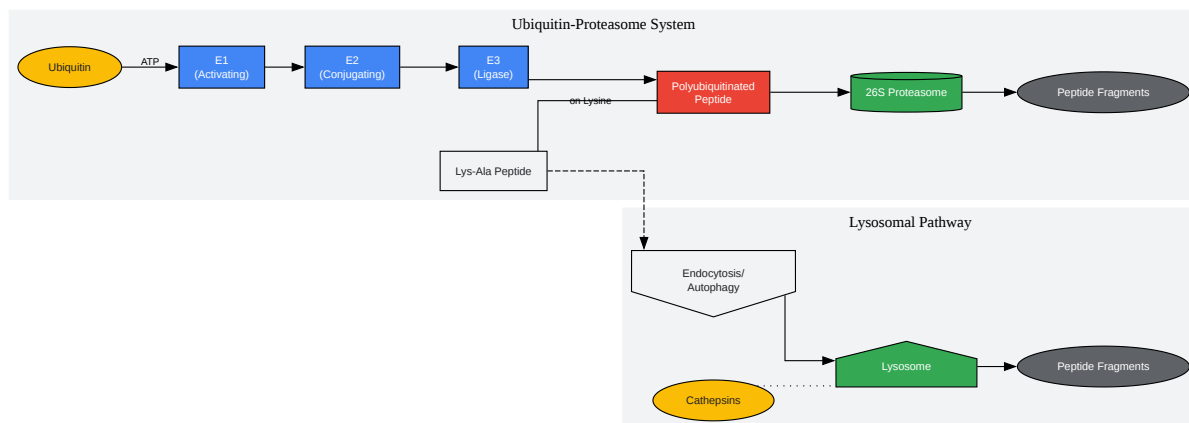 Ubiquitin-Proteasome System
Ubiquitin
ATP
E1
(Activating)
E2
(Conjugating)
E3
(Ligase)
on Lysine
Polyubiquitinated
Peptide
26S Proteasome
Peptide Fragments
Lys-Ala Peptide
Lysosomal Pathway
Endocytosis/
Autophagy
Lysosome
Peptide Fragments
Cathepsins